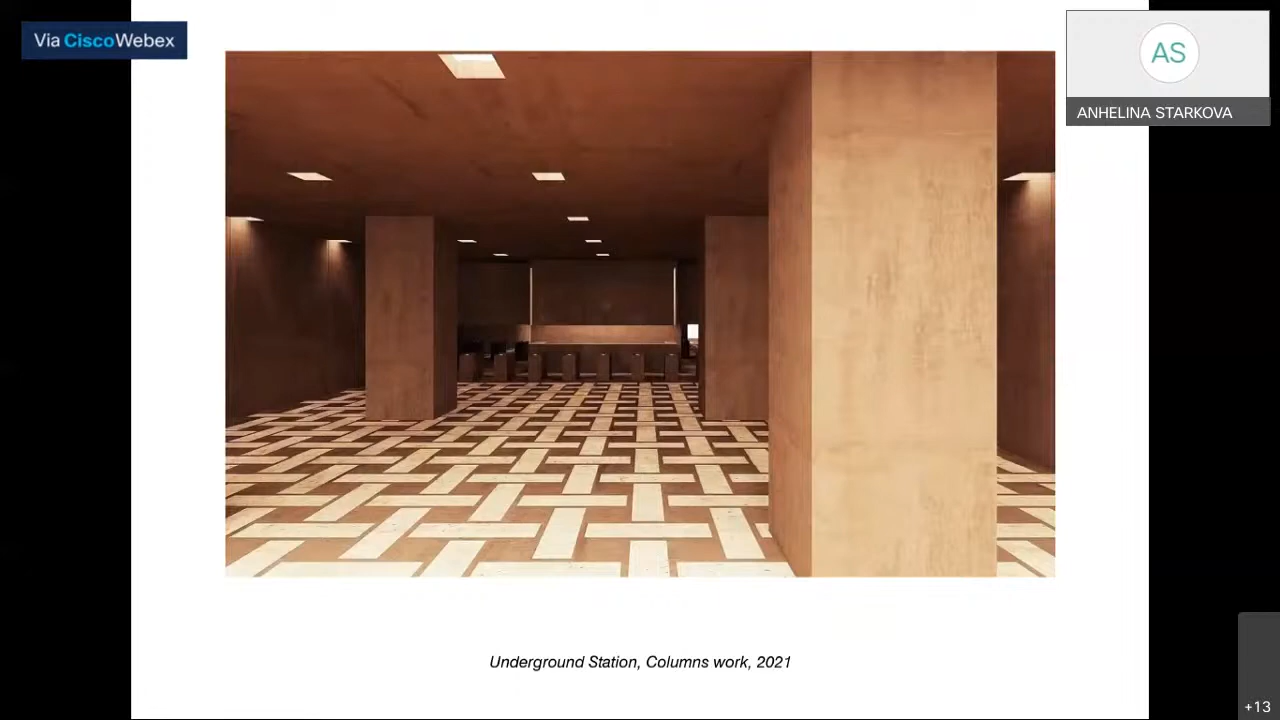 Via CiscoWebex
AS
ANHELINA STARKOVA
Underground Station, Columns work, 2021
+13